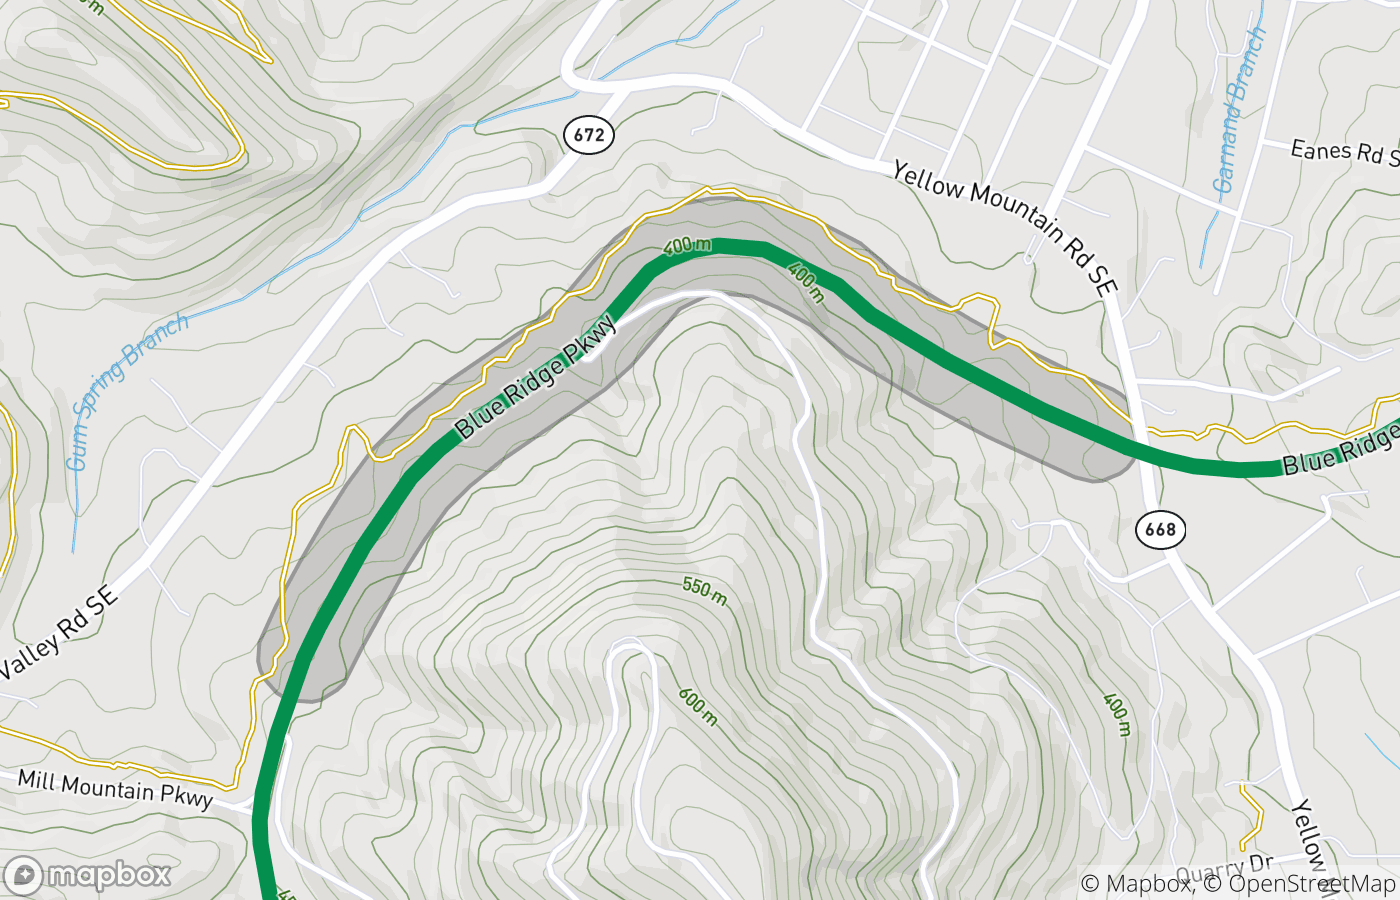 m
672
Eanes Rd S
Garnand Branch
Yellow Mountain Rd SE
400 m
400 m
Gum Spring Branch
Blue Ridge Pkwy
Blue Ridge
668
550 m
Valley Rd SE
600 m
400 m
Mill Mountain Pkwy
Yellow M
Quarry Dr
mapbox
© Mapbox, © OpenStreetMap